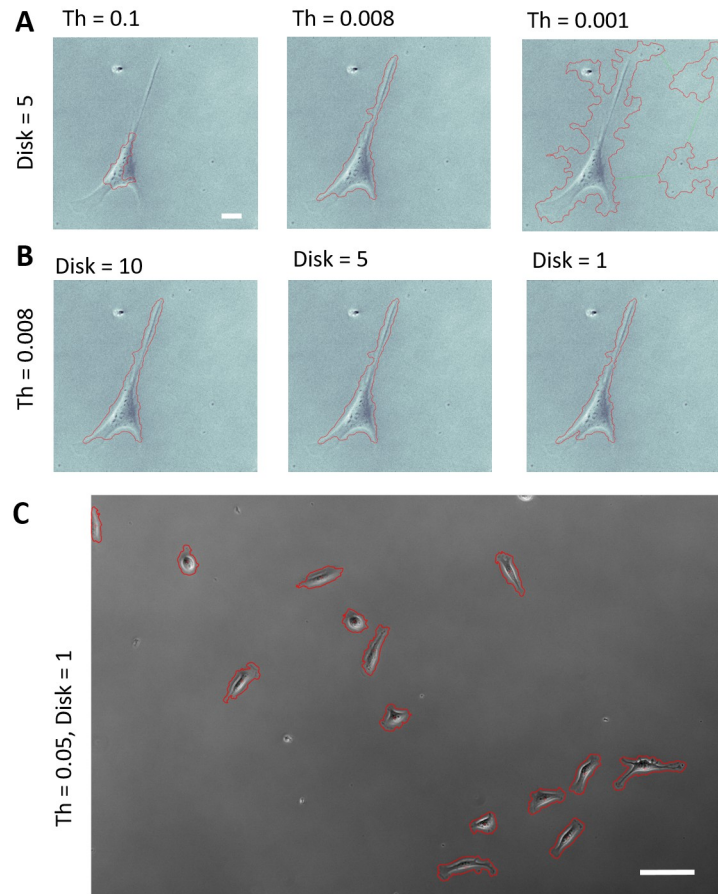 A
Th = 0.1
Th = 0.008
Th = 0.001
Disk = 5
B
Disk = 10
Disk = 5
Disk = 1
Th = 0.008
C
Th = 0.05, Disk = 1